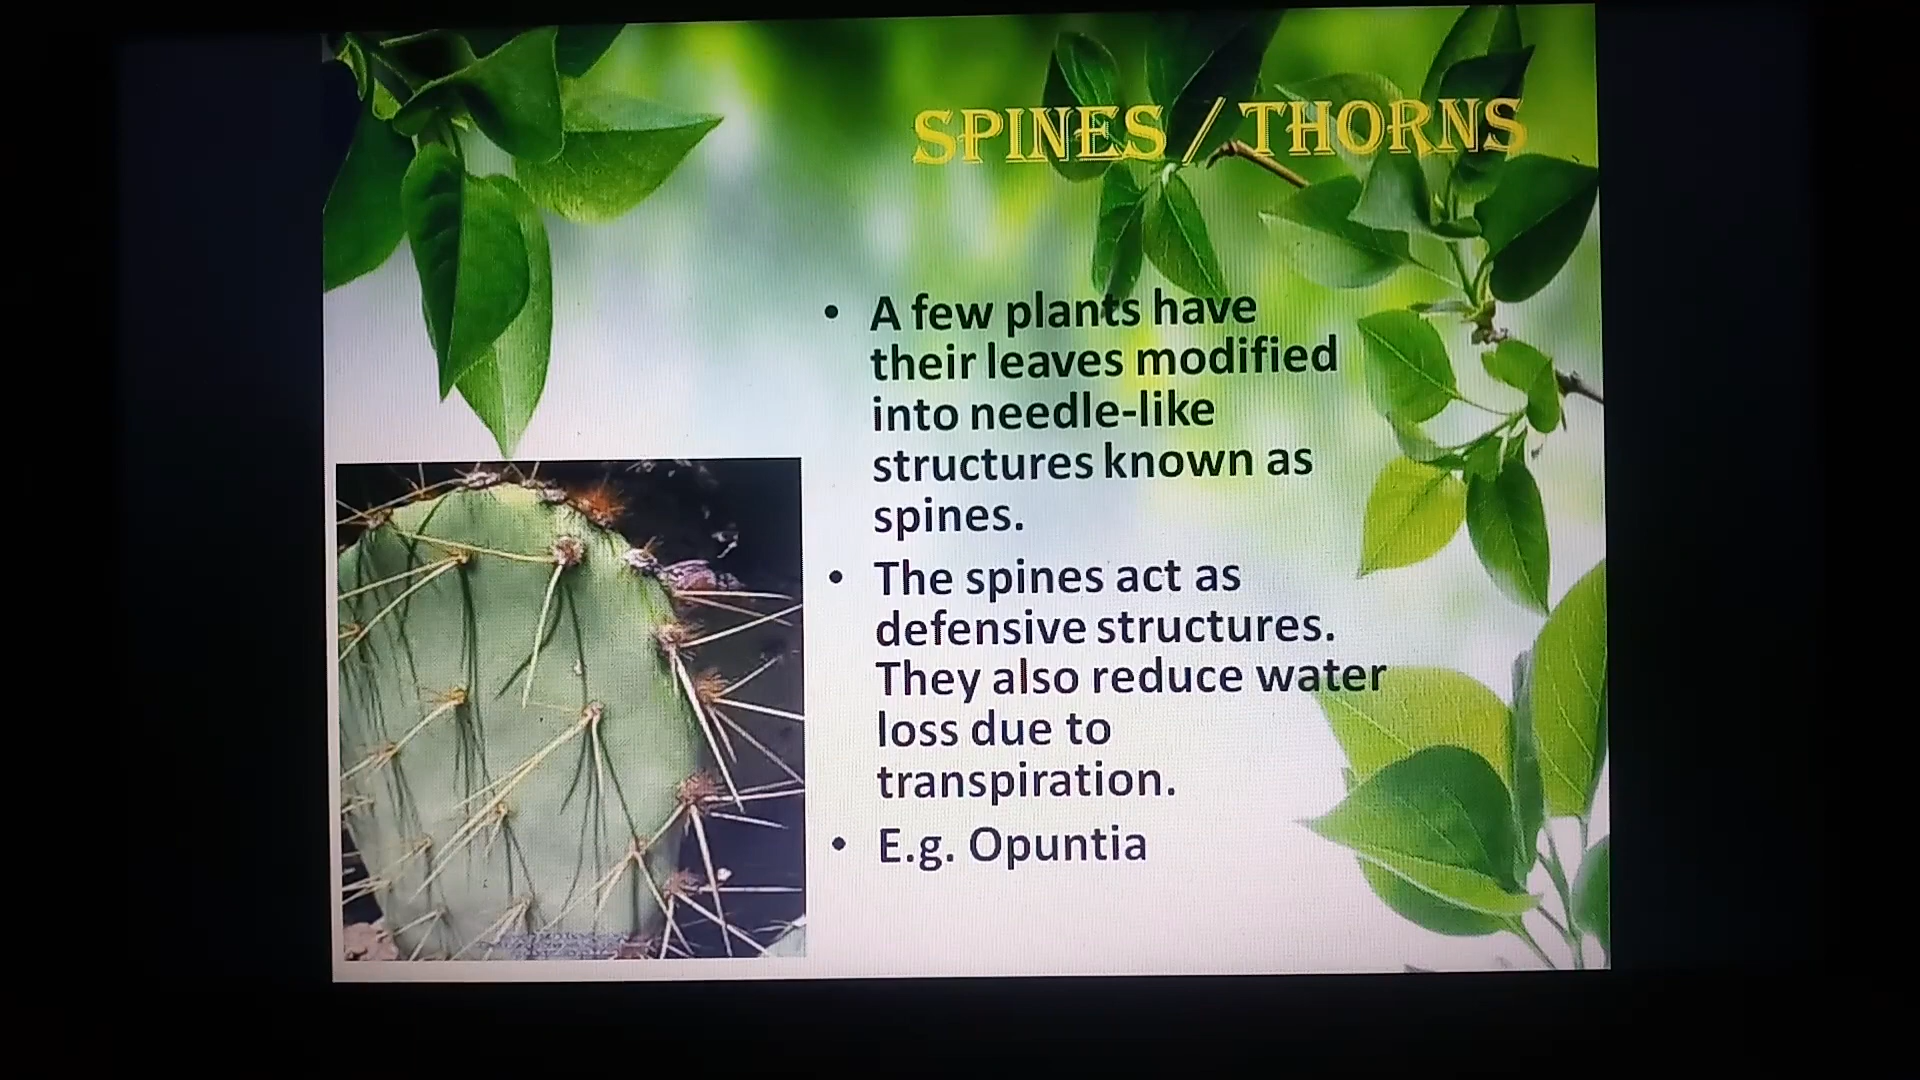 SPINES / THORNS
• A few plants have
their leaves modified
into needle-like
structures known as
spines.
• The spines act as
defensive structures.
They also reduce water
loss due to
transpiration.
• E.g. Opuntia